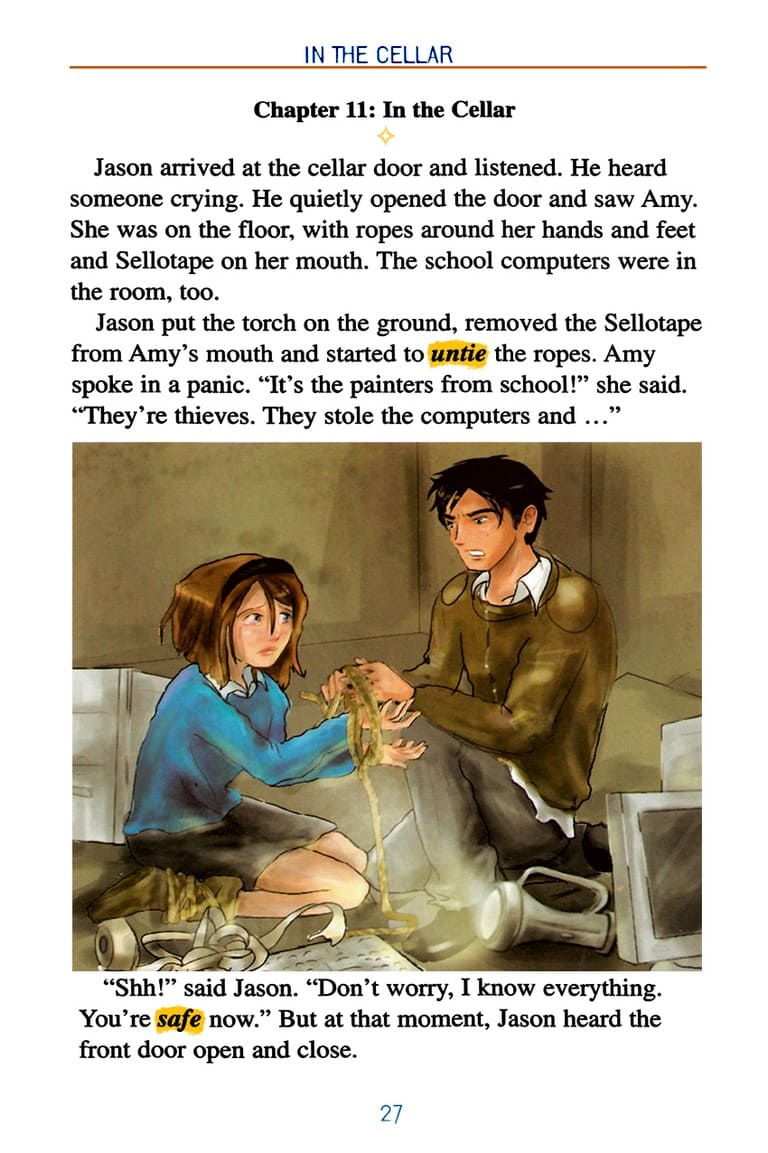 IN THE CELLAR
Chapter 11: In the Cellar
Jason arrived at the cellar door and listened. He heard
someone crying. He quietly opened the door and saw Amy.
She was on the floor, with ropes around her hands and feet
and Sellotape on her mouth. The school computers were in
the room, too.
Jason put the torch on the ground, removed the Sellotape
from Amy’s mouth and started to untie the ropes. Amy
spoke in a panic. “It’s the painters from school!” she said.
“They’re thieves. They stole the computers and …”
“Shh!” said Jason. “Don’t worry, I know everything.
You’re safe now.” But at that moment, Jason heard the
front door open and close.
27